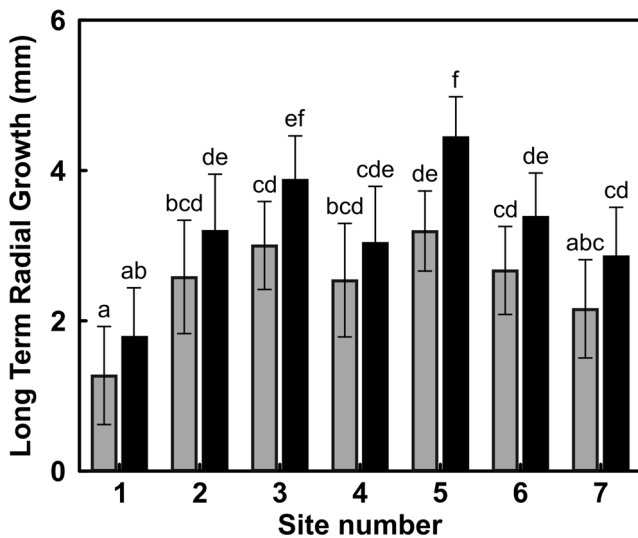 Long Term Radial Growth (mm)
6
4
2
0
a
ab
bcd
de
cd
ef
bcd
cde
de
f
cd
de
abc
cd
1 2 3 4 5 6 7
Site number